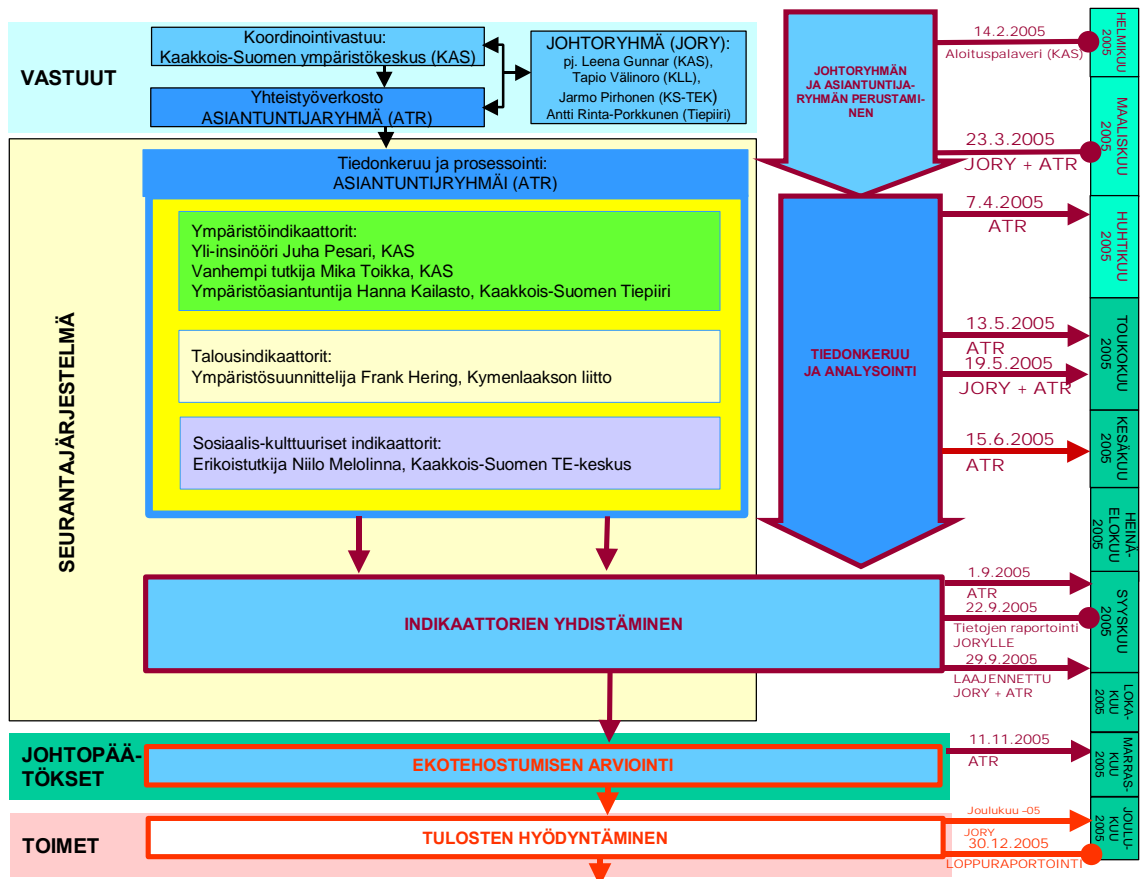 VASTUUT
Koordinointivastuu:
Kaakkois-Suomen ympäristökeskus (KAS)
Yhteistyöverkosto
ASIANTUNTIJARYHMÄ (ATR)
JOHTORYHMÄ (JORY):
pj. Leena Gunnar (KAS),
Tapio Välinoro (KLL),
Jarmo Pirhonen (KS-TEK)
Antti Rinta-Porkkunen (Tiepiiri)
SEURANTAJÄRJESTELMÄ
Tiedonkeruu ja prosessointi:
ASIANTUNTIJRYHMÄI (ATR)
Ympäristöindikaattorit:
Yli-insinööri Juha Pesari, KAS
Vanhempi tutkija Mika Toikka, KAS
Ympäristöasiantuntija Hanna Kailasto, Kaakkois-Suomen Tiepiiri
Talousindikaattorit:
Ympäristösuunnittelija Frank Hering, Kymenlaakson liitto
Sosiaalis-kulttuuriset indikaattorit:
Erikoistutkija Niilo Melolinna, Kaakkois-Suomen TE-keskus
INDIKAATTORIEN YHDISTÄMINEN
JOHTOPÄÄ-
TÖKSET
EKOTEHOSTUMISEN ARVIOINTI
TOIMET
TULOSTEN HYÖDYNTÄMINEN
JOHTORYHMÄN
JA ASIANTUNTIJA-
RYHMÄN PERUSTAMI-
NEN
TIEDONKERUU
JA ANALYSOINTI
14.2.2005
Aloituspalaveri (KAS)
23.3.2005
JORY + ATR
7.4.2005
ATR
13.5.2005
ATR
19.5.2005
JORY + ATR
15.6.2005
ATR
1.9.2005
ATR
22.9.2005
Tietojen raportointi
JORYLLE
29.9.2005
LAAJENNETTU
JORY + ATR
11.11.2005
ATR
Joulukuu -05
JORY
30.12.2005
LOPPURAPORTOINTI
HELMIKUU
2005
MAALISKUU
2005
HUHTIKUU
2005
TOUKOKUU
2005
KESÄKUU
2005
HEINÄ-
ELOKUU
2005
SYYSKUU
2005
LOKA-
KUU
2005
MARRAS-
KUU
2005
JOULU-
KUU
2005